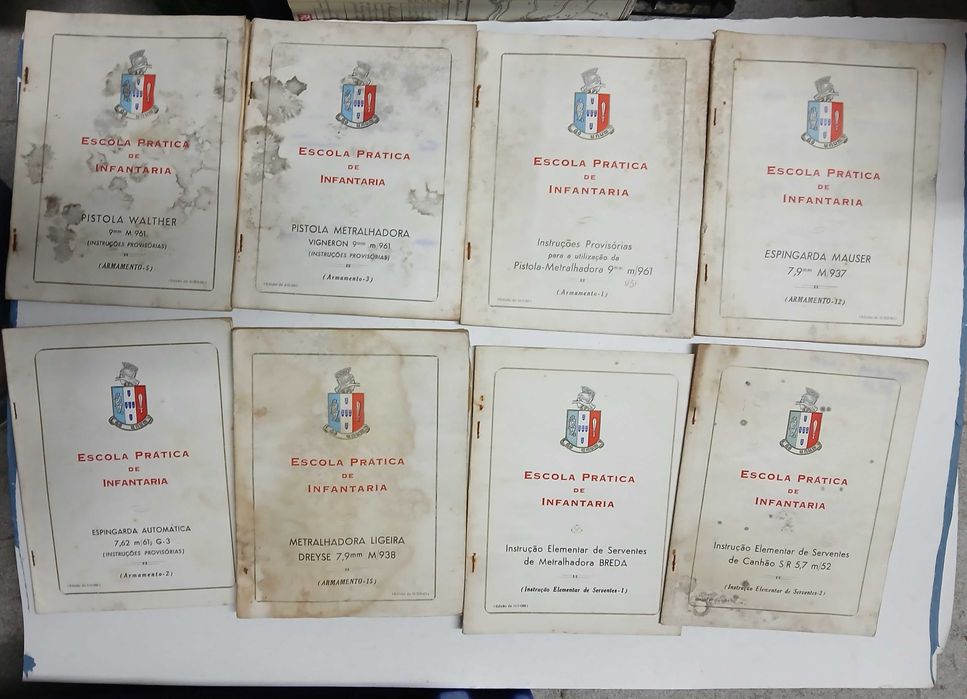 ESCOLA PRÁTICA
DE
INFANTARIA
PISTOLA WALTHER
9mm M/961
(INSTRUÇÕES PROVISÓRIAS)
(ARMAMENTO-5)
ESCOLA PRÁTICA
DE
INFANTARIA
PISTOLA METRALHADORA
VIGNERON 9mm m/961
(INSTRUÇÕES PROVISÓRIAS)
(Armamento-3)
ESCOLA PRÁTICA
DE
INFANTARIA
Instruções Provisórias
para a utilização da
Pistola-Metralhadora 9mm m/961
(Armamento-1)
ESCOLA PRÁTICA
DE
INFANTARIA
ESPINGARDA MAUSER
7,9mm M/937
(ARMAMENTO-12)
ESCOLA PRÁTICA
DE
INFANTARIA
ESPINGARDA AUTOMÁTICA
7,62 m/61; G-3
(INSTRUÇÕES PROVISÓRIAS)
(Armamento-2)
ESCOLA PRÁTICA
DE
INFANTARIA
METRALHADORA LIGEIRA
DREYSE 7,9mm M/938
(ARMAMENTO-15)
ESCOLA PRÁTICA
DE
INFANTARIA
Instrução Elementar de Serventes
de Metralhadora BREDA
(Instrução Elementar de Serventes-1)
ESCOLA PRÁTICA
DE
INFANTARIA
Instrução Elementar de Serventes
de Canhão S/R 5,7 m/52
(Instrução Elementar de Serventes-2)